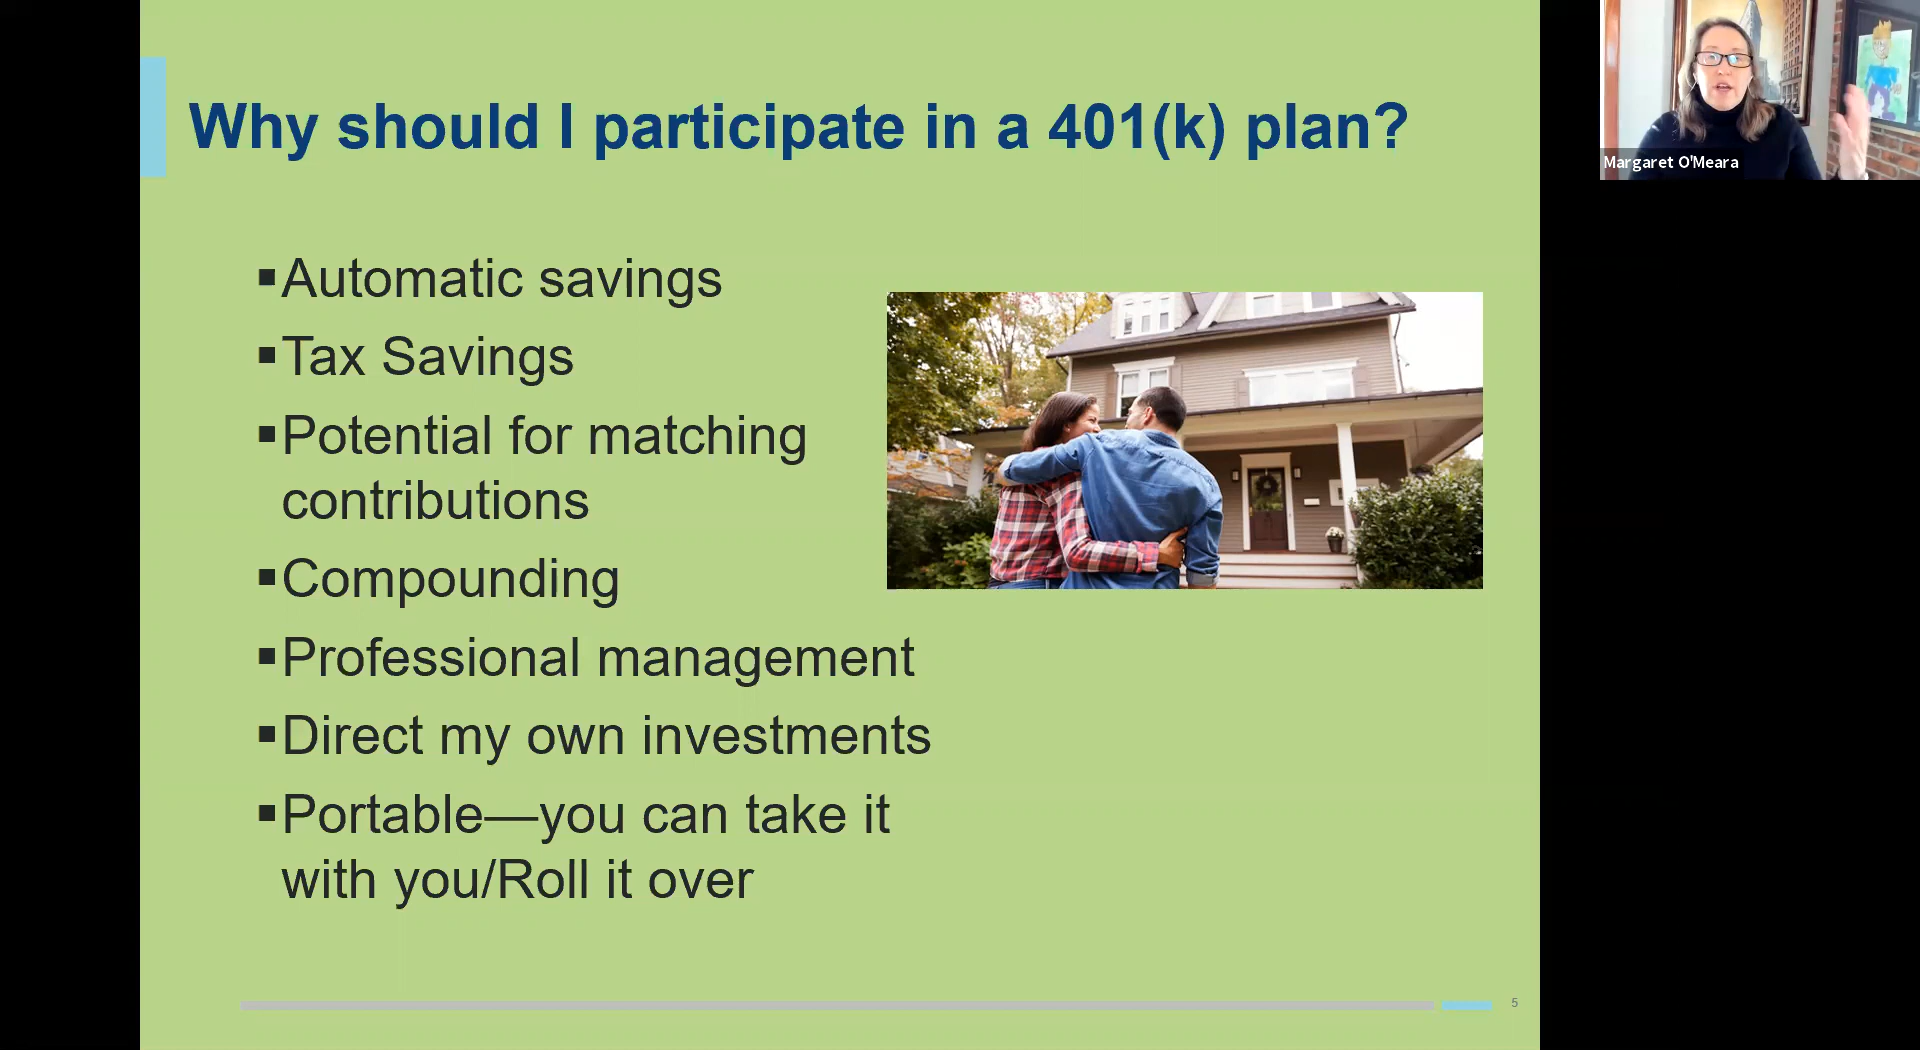 Why should I participate in a 401(k) plan?
▪Automatic savings
▪Tax Savings
▪Potential for matching
contributions
▪Compounding
▪Professional management
▪Direct my own investments
▪Portable—you can take it
with you/Roll it over
5
Margaret O'Meara